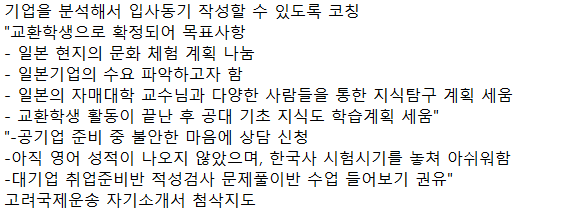 기업을 분석해서 입사동기 작성할 수 있도록 코칭
"교환학생으로 확정되어 목표사항
- 일본 현지의 문화 체험 계획 나눔
- 일본기업의 수요 파악하고자 함
- 일본의 자매대학 교수님과 다양한 사람들을 통한 지식탐구 계획 세움
- 교환학생 활동이 끝난 후 공대 기초 지식도 학습계획 세움"
"-공기업 준비 중 불안한 마음에 상담 신청
-아직 영어 성적이 나오지 않았으며, 한국사 시험시기를 놓쳐 아쉬워함
-대기업 취업준비반 적성검사 문제풀이반 수업 들어보기 권유"
고려국제운송 자기소개서 첨삭지도